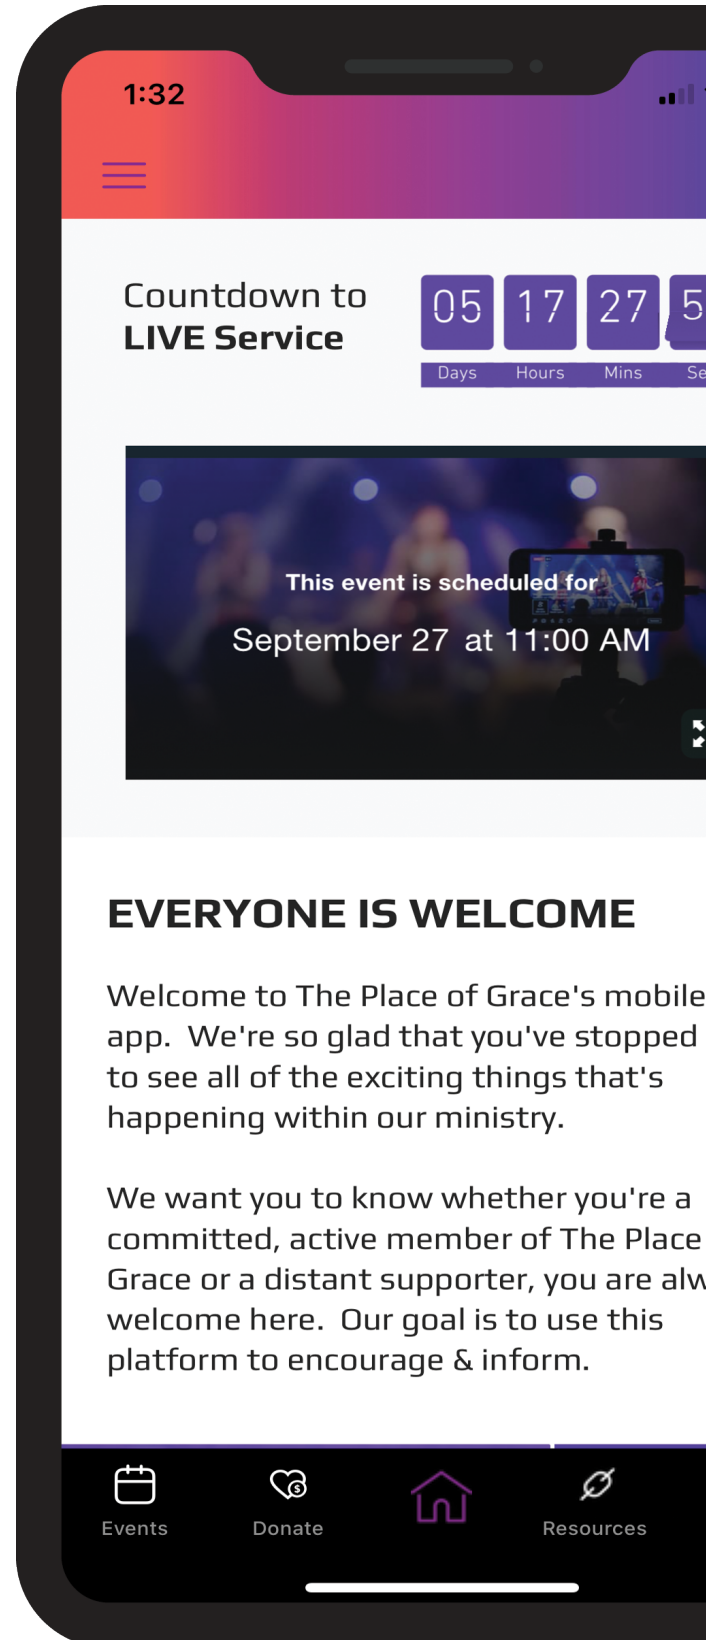 1:32
Countdown to
LIVE Service
05 17 27 5
Days Hours Mins Se
This event is scheduled for
September 27 at 11:00 AM
EVERYONE IS WELCOME
Welcome to The Place of Grace's mobile
app. We're so glad that you've stopped
to see all of the exciting things that's
happening within our ministry.
We want you to know whether you're a
committed, active member of The Place
Grace or a distant supporter, you are alw
welcome here. Our goal is to use this
platform to encourage & inform.
Events Donate Resources